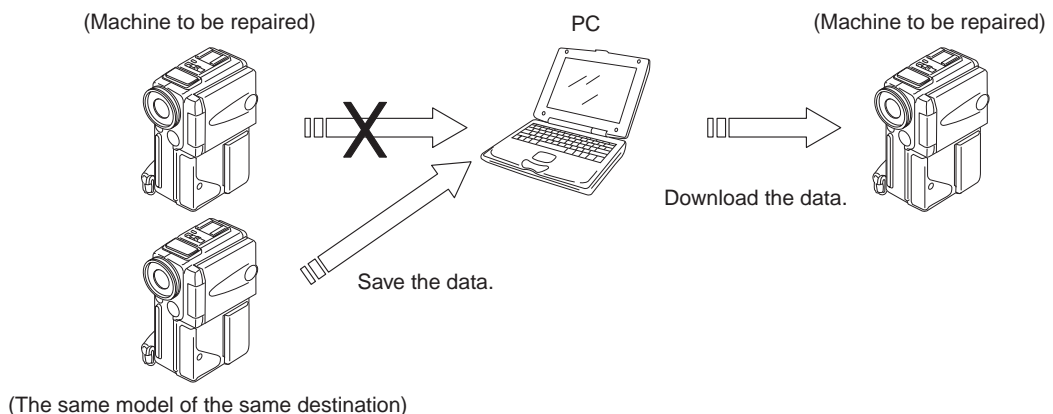 (Machine to be repaired)
PC
(Machine to be repaired)
Download the data.
Save the data.
(The same model of the same destination)